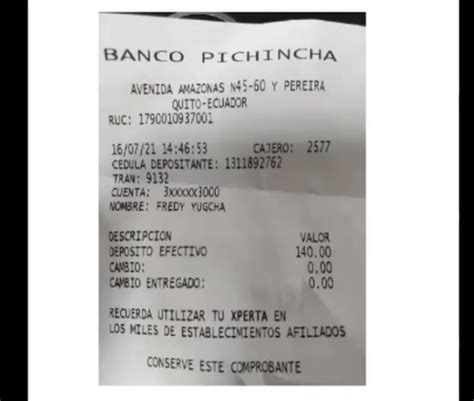 BANCO PICHINCHA
AVENIDA AMAZONAS N45-60 Y PEREIRA
QUITO-ECUADOR
RUC: 1790010937001
16/07/21 14:46:53 CAJERO: 2577
CEDULA DEPOSITANTE: 1311892762
TRAN: 9132
CUENTA: 3XXXXX3000
NOMBRE: FREDY YUGCHA
DESCRIPCION VALOR
DEPOSITO EFECTIVO 140.00
CAMBIO: 0.00
CAMBIO ENTREGADO: 0.00
RECUERDA UTILIZAR TU XPERTA EN
LOS MILES DE ESTABLECIMIENTOS AFILIADOS
CONSERVE ESTE COMPROBANTE